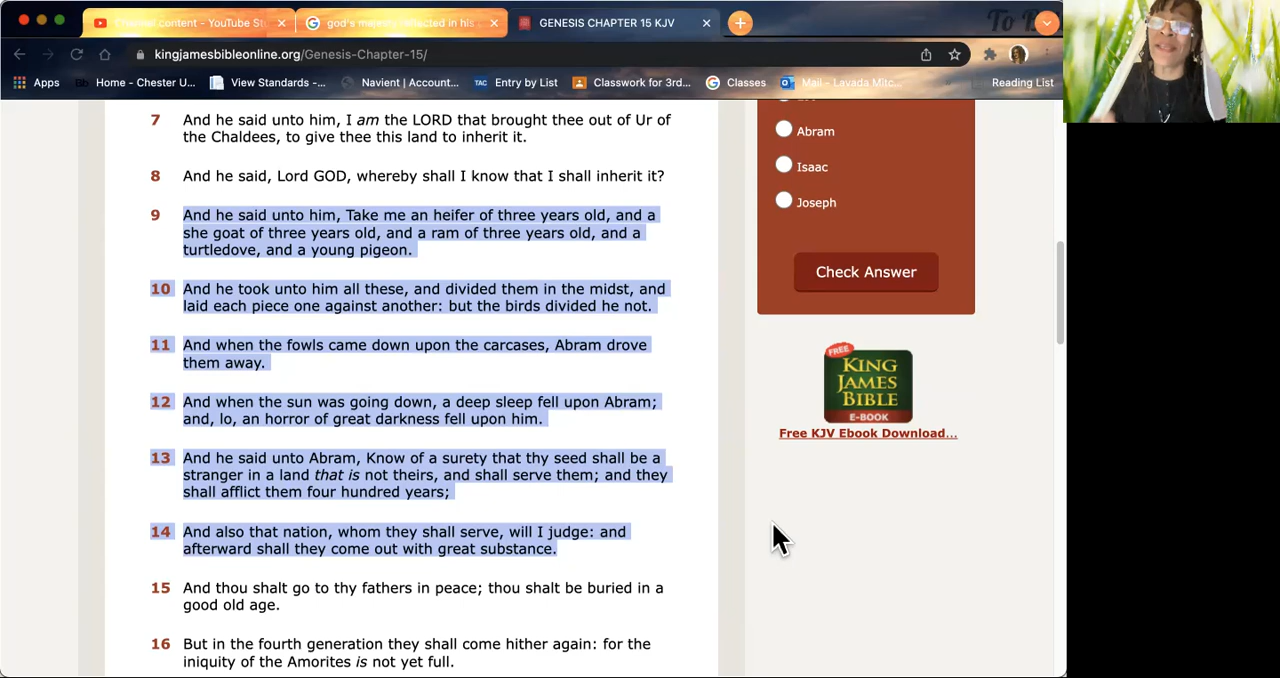 Channel content - YouTube St
god's majesty reflected in his
GENESIS CHAPTER 15 KJV
kingjamesbibleonline.org/Genesis-Chapter-15/
Apps
Home - Chester U...
View Standards -...
Navient | Account...
TAC Entry by List
Classwork for 3rd...
Classes
Mail - Lavada Mitc...
Reading List
7 And he said unto him, I am the LORD that brought thee out of Ur of
the Chaldees, to give thee this land to inherit it.
8 And he said, Lord GOD, whereby shall I know that I shall inherit it?
9 And he said unto him, Take me an heifer of three years old, and a
she goat of three years old, and a ram of three years old, and a
turtledove, and a young pigeon.
10 And he took unto him all these, and divided them in the midst, and
laid each piece one against another: but the birds divided he not.
11 And when the fowls came down upon the carcases, Abram drove
them away.
12 And when the sun was going down, a deep sleep fell upon Abram;
and, lo, an horror of great darkness fell upon him.
13 And he said unto Abram, Know of a surety that thy seed shall be a
stranger in a land that is not theirs, and shall serve them; and they
shall afflict them four hundred years;
14 And also that nation, whom they shall serve, will I judge: and
afterward shall they come out with great substance.
15 And thou shalt go to thy fathers in peace; thou shalt be buried in a
good old age.
16 But in the fourth generation they shall come hither again: for the
iniquity of the Amorites is not yet full.
Abram
Isaac
Joseph
Check Answer
FREE
KING
JAMES
BIBLE
E-BOOK
Free KJV Ebook Download...